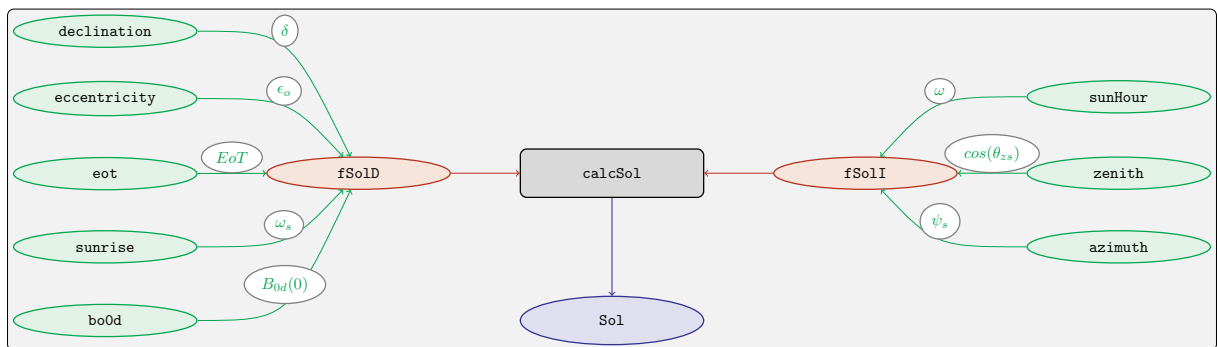 declination
δ
eccentricity
ϵₒ
eot
EoT
sunrise
ωₛ
bo0d
B₀d(0)
fSolD
calcSol
Sol
fSolI
ω
sunHour
cos(θzs)
zenith
ψₛ
azimuth